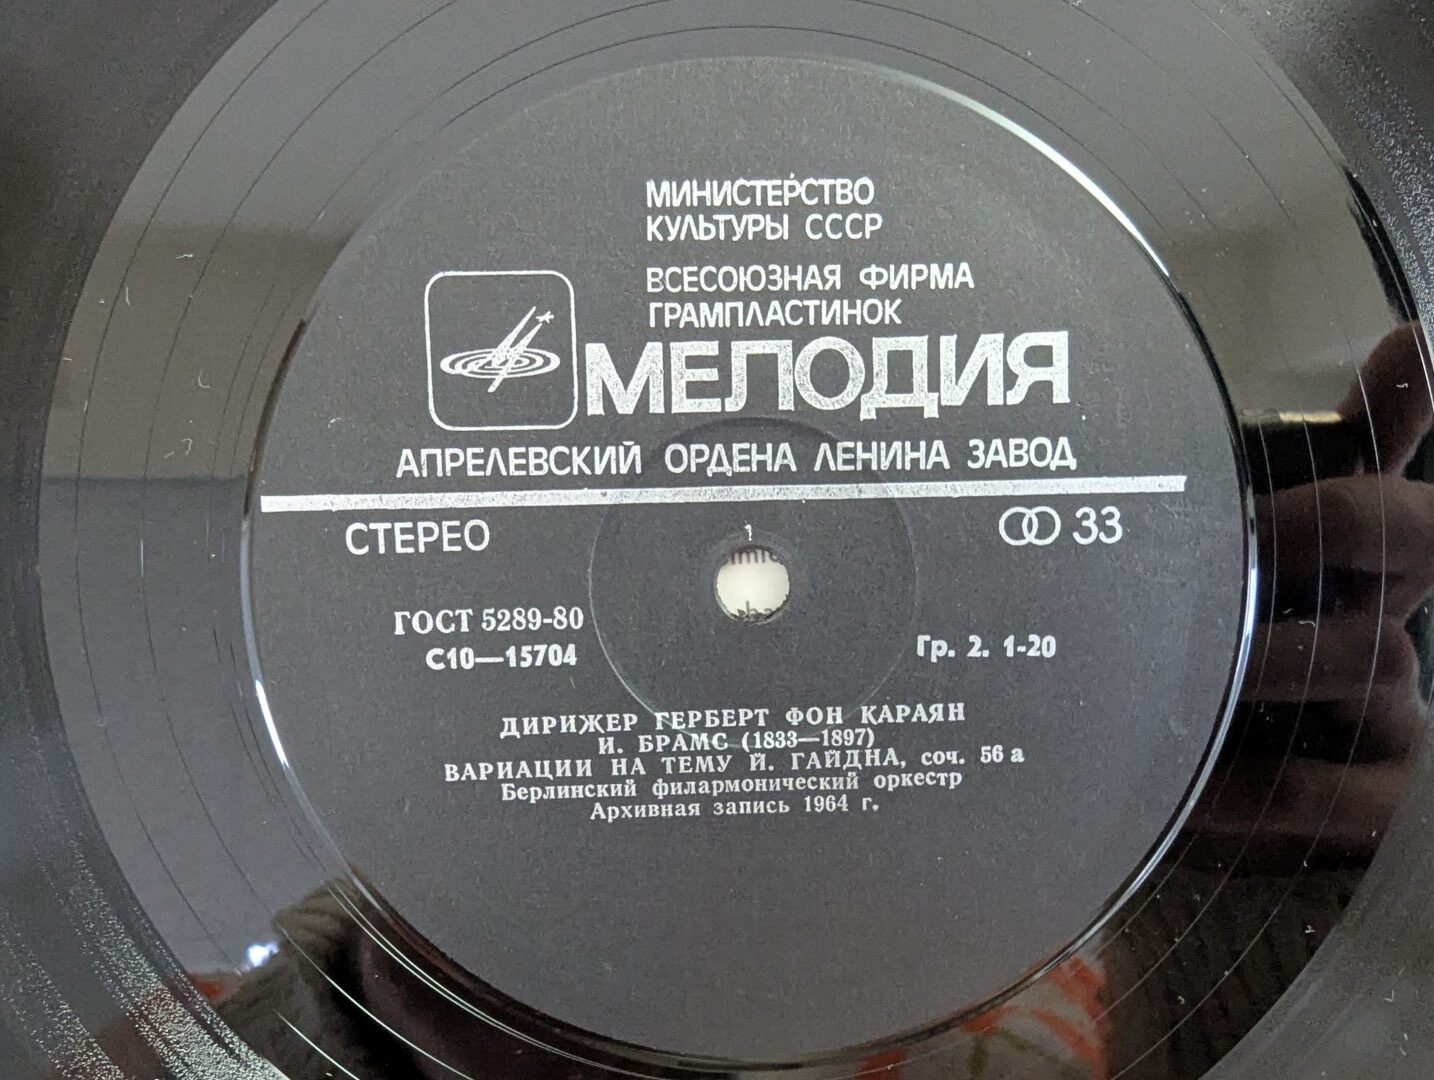 МИНИСТЕРСТВО
КУЛЬТУРЫ СССР
ВСЕСОЮЗНАЯ ФИРМА
ГРАМПЛАСТИНОК
МЕЛОДИЯ
АПРЕЛЕВСКИЙ ОРДЕНА ЛЕНИНА ЗАВОД
СТЕРЕО
33
1
ГОСТ 5289-80
С10—15704
Гр. 2. 1-20
ДИРИЖЕР ГЕРБЕРТ ФОН КАРАЯН
И. БРАМС (1833—1897)
ВАРИАЦИИ НА ТЕМУ Й. ГАЙДНА, соч. 56 а
Берлинский филармонический оркестр
Архивная запись 1964 г.